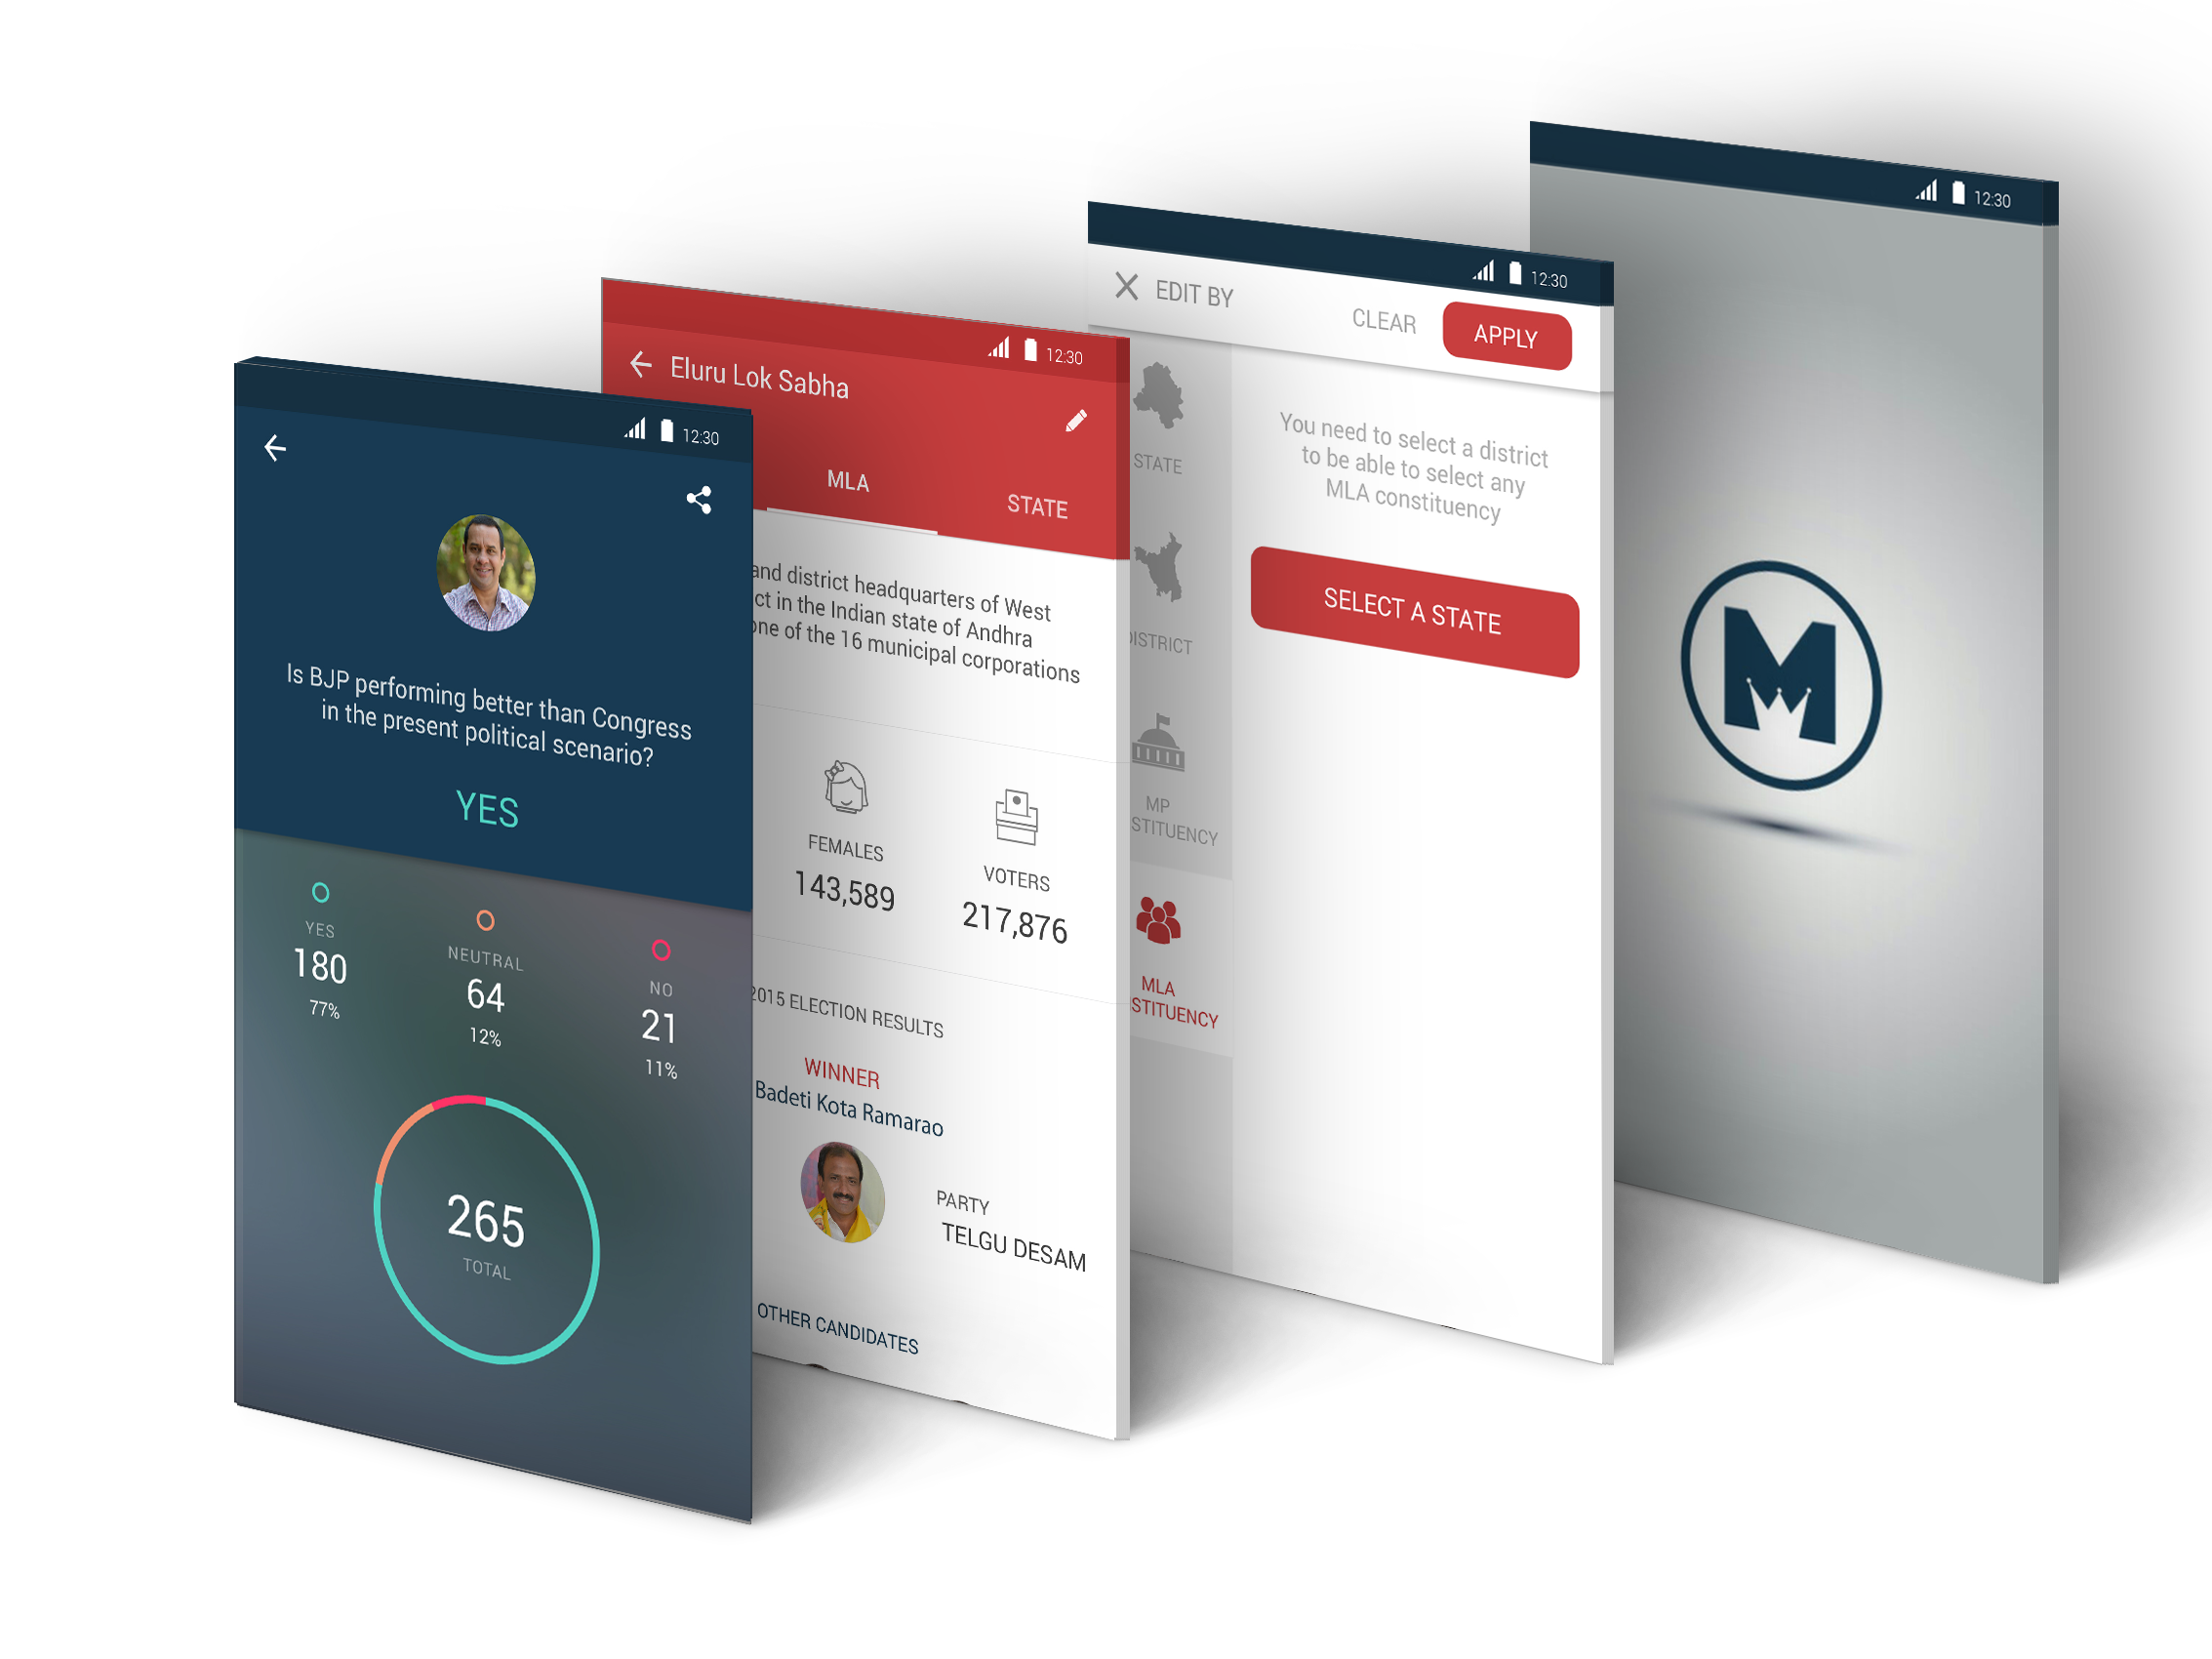 12:30
Is BJP performing better than Congress
in the present political scenario?
YES
YES
180
77%
NEUTRAL
64
12%
NO
21
11%
265
TOTAL
12:30
Eluru Lok Sabha
MLA
STATE
and district headquarters of West
ct in the Indian state of Andhra
one of the 16 municipal corporations
FEMALES
143,589
VOTERS
217,876
2015 ELECTION RESULTS
WINNER
Badeti Kota Ramarao
PARTY
TELGU DESAM
OTHER CANDIDATES
12:30
EDIT BY
CLEAR
APPLY
STATE
DISTRICT
MP
STITUENCY
MLA
STITUENCY
You need to select a district
to be able to select any
MLA constituency
SELECT A STATE
12:30
M